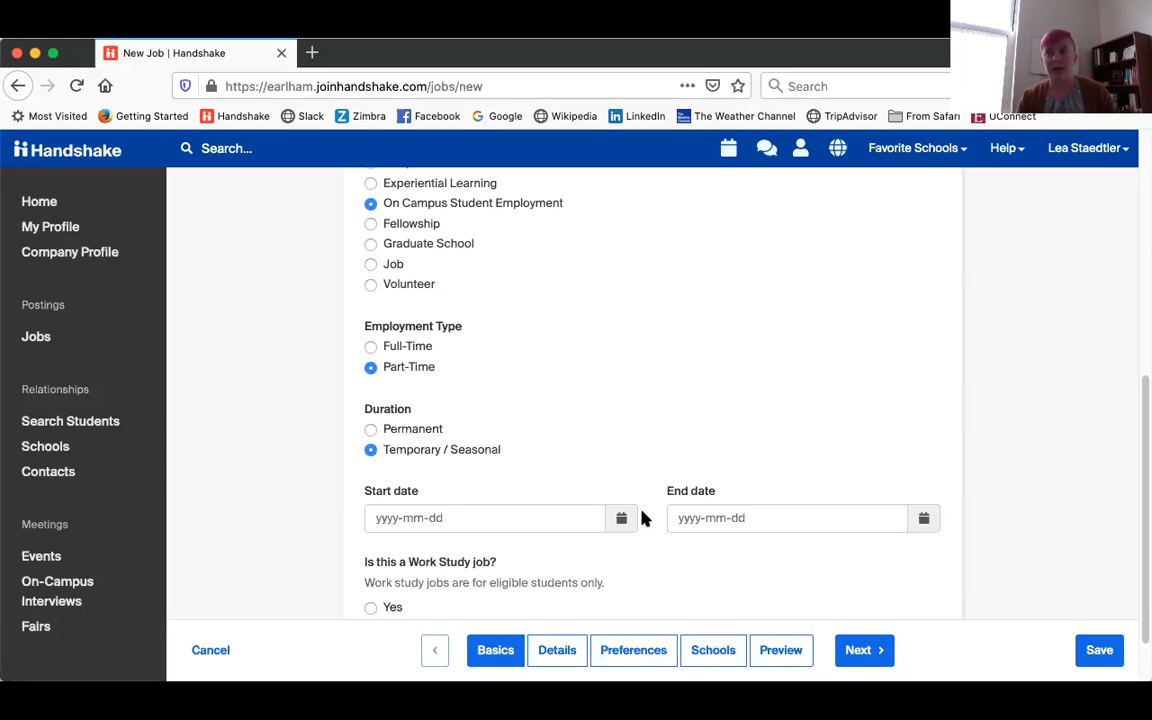 New Job | Handshake
https://earlham.joinhandshake.com/jobs/new
Search
Most Visited Getting Started Handshake Slack Zimbra Facebook Google Wikipedia LinkedIn The Weather Channel TripAdvisor From Safari UConnect
Handshake Search... Favorite Schools Help Lea Staedtler
Home
My Profile
Company Profile
Postings
Jobs
Relationships
Search Students
Schools
Contacts
Meetings
Events
On-Campus
Interviews
Fairs
Experiential Learning
On Campus Student Employment
Fellowship
Graduate School
Job
Volunteer
Employment Type
Full-Time
Part-Time
Duration
Permanent
Temporary / Seasonal
Start date End date
yyyy-mm-dd yyyy-mm-dd
Is this a Work Study job?
Work study jobs are for eligible students only.
Yes
Cancel < Basics Details Preferences Schools Preview Next > Save